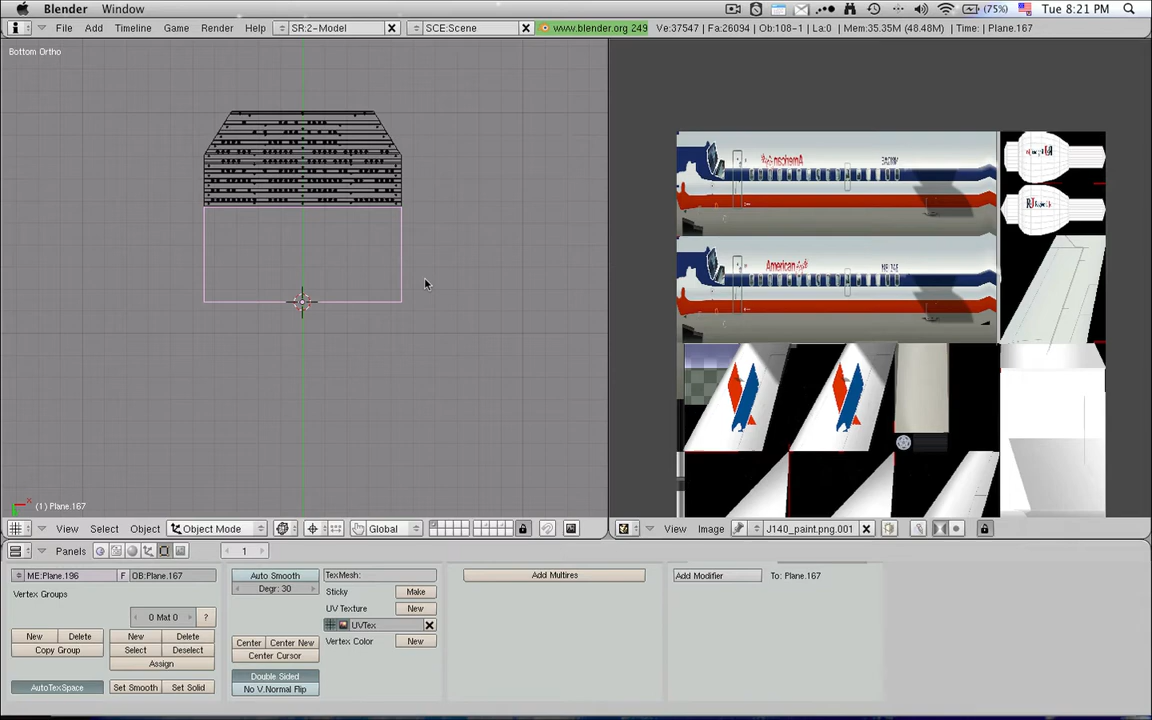 Blender Window (75%) Tue 8:21 PM
File Add Timeline Game Render Help SR:2-Model SCE:Scene www.blender.org 249 Ve:37547 | Fa:26094 | Ob:108-1 | La:0 | Mem:35.35M (48.48M) | Time: | Plane.167
Bottom Ortho
American
American
(1) Plane.167
View Select Object Object Mode Global
View Image J140_paint.png.001
Panels 1
ME:Plane.196 F OB:Plane.167
Vertex Groups
0 Mat 0 ?
New Delete New Delete
Copy Group Select Deselect
Assign
AutoTexSpace Set Smooth Set Solid
Auto Smooth
Degr: 30
Center Center New
Center Cursor
Double Sided
No V.Normal Flip
TexMesh:
Sticky Make
UV Texture New
UVTex
Vertex Color New
Add Multires
Add Modifier To: Plane.167